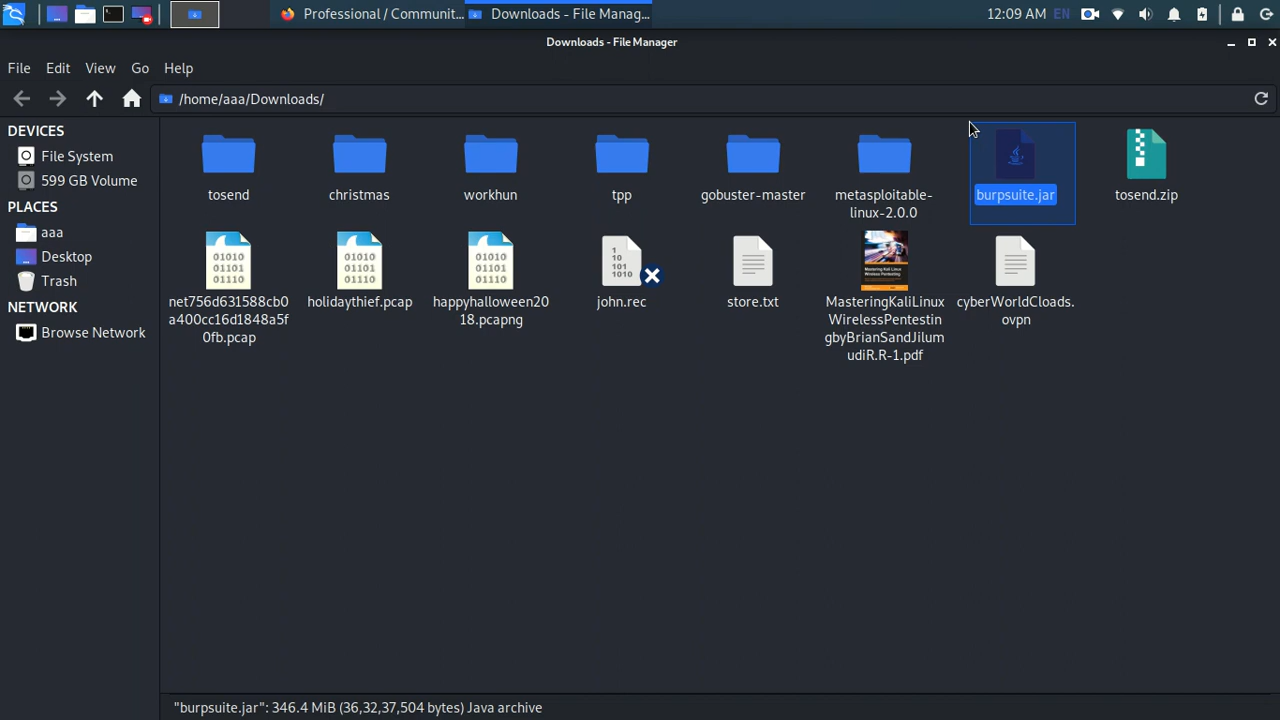 Professional / Communit...
Downloads - File Manag...
12:09 AM EN
Downloads - File Manager
File Edit View Go Help
/home/aaa/Downloads/
DEVICES
File System
599 GB Volume
PLACES
aaa
Desktop
Trash
NETWORK
Browse Network
tosend
christmas
workhun
tpp
gobuster-master
metasploitable-
linux-2.0.0
burpsuite.jar
tosend.zip
net756d631588cb0
a400cc16d1848a5f
0fb.pcap
holidaythief.pcap
happyhalloween20
18.pcapng
john.rec
store.txt
MasteringKaliLinux
WirelessPentestin
gbyBrianSandJilum
udiR.R-1.pdf
cyberWorldCloads.
ovpn
"burpsuite.jar": 346.4 MiB (36,32,37,504 bytes) Java archive